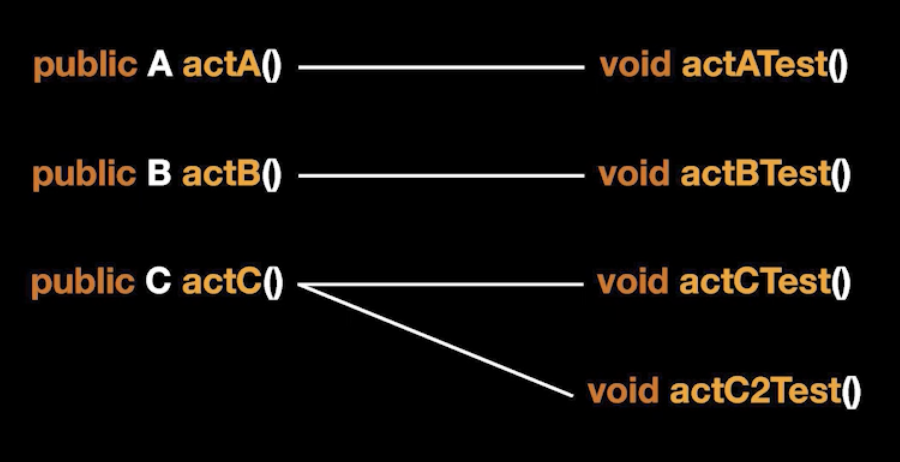 public A actA() void actATest()
public B actB() void actBTest()
public C actC() void actCTest()
void actC2Test()